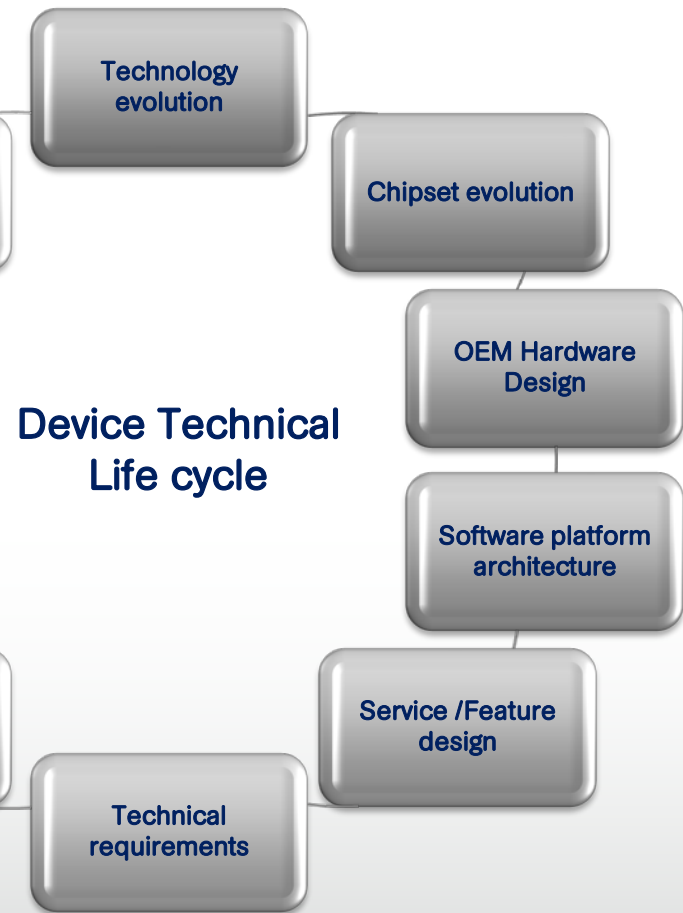 Technology
evolution
Chipset evolution
OEM Hardware
Design
Device Technical
Life cycle
Software platform
architecture
Service /Feature
design
Technical
requirements